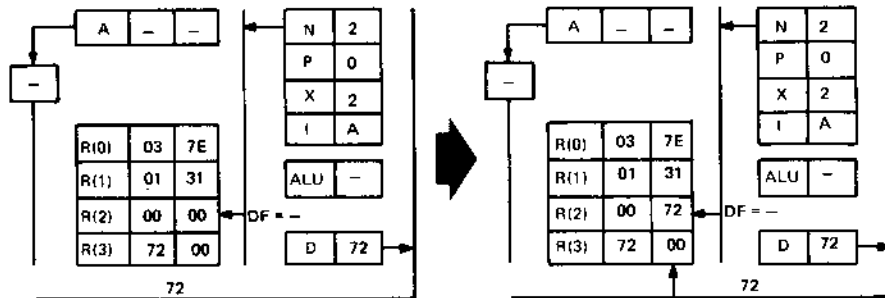 A – –
N 2
P 0
–
X 2
I A
R(0) 03 7E
R(1) 01 31
ALU –
R(2) 00 00
DF = –
R(3) 72 00
D 72
72
A – –
N 2
P 0
–
X 2
I A
R(0) 03 7E
R(1) 01 31
ALU –
R(2) 00 72
DF = –
R(3) 72 00
D 72
72